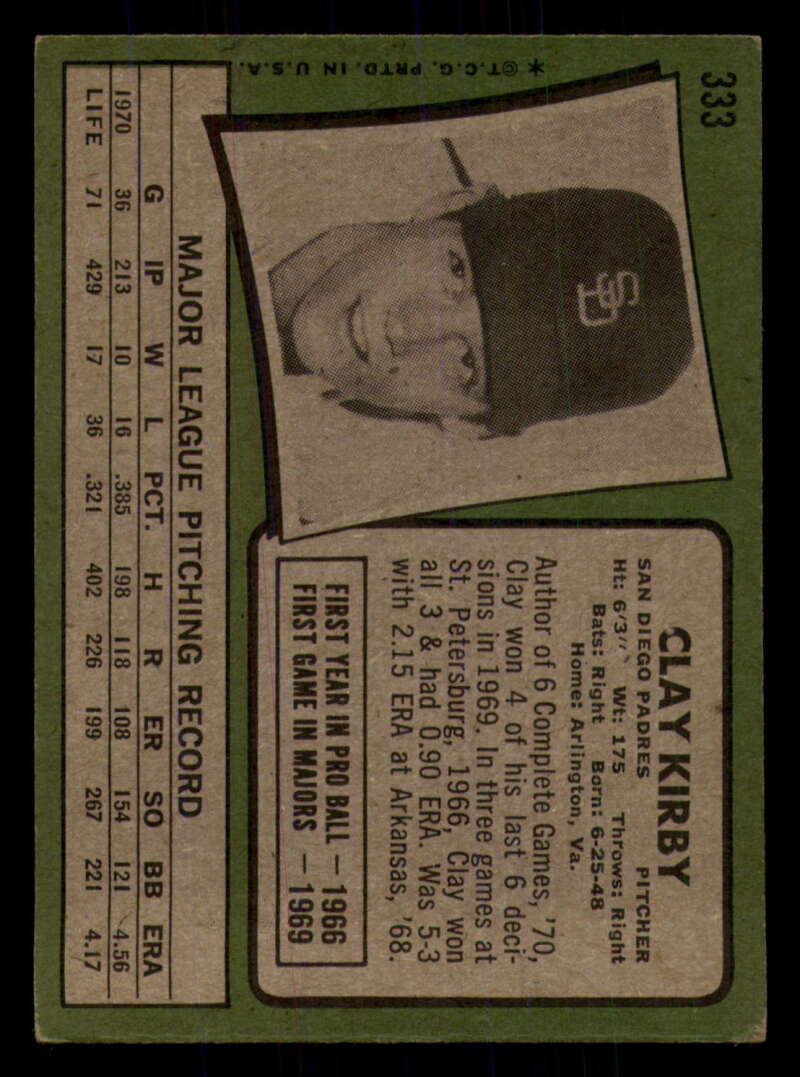 333
* ©T.C.G. PRTD IN U.S.A.
SD
CLAY KIRBY
SAN DIEGO PADRES PITCHER
Ht: 6'3" Wt: 175 Throws: Right
Bats: Right Born: 6-25-48
Home: Arlington, Va.
Author of 6 Complete Games, '70,
Clay won 4 of his last 6 deci-
sions in 1969. In three games at
St. Petersburg, 1966, Clay won
all 3 & had 0.90 ERA. Was 5-3
with 2.15 ERA at Arkansas, '68.
FIRST YEAR IN PRO BALL — 1966
FIRST GAME IN MAJORS — 1969
MAJOR LEAGUE PITCHING RECORD
G IP W L PCT. H R ER SO BB ERA
1970 36 213 10 16 .385 198 118 108 154 121 4.56
LIFE 71 429 17 36 .321 402 226 199 267 221 4.17